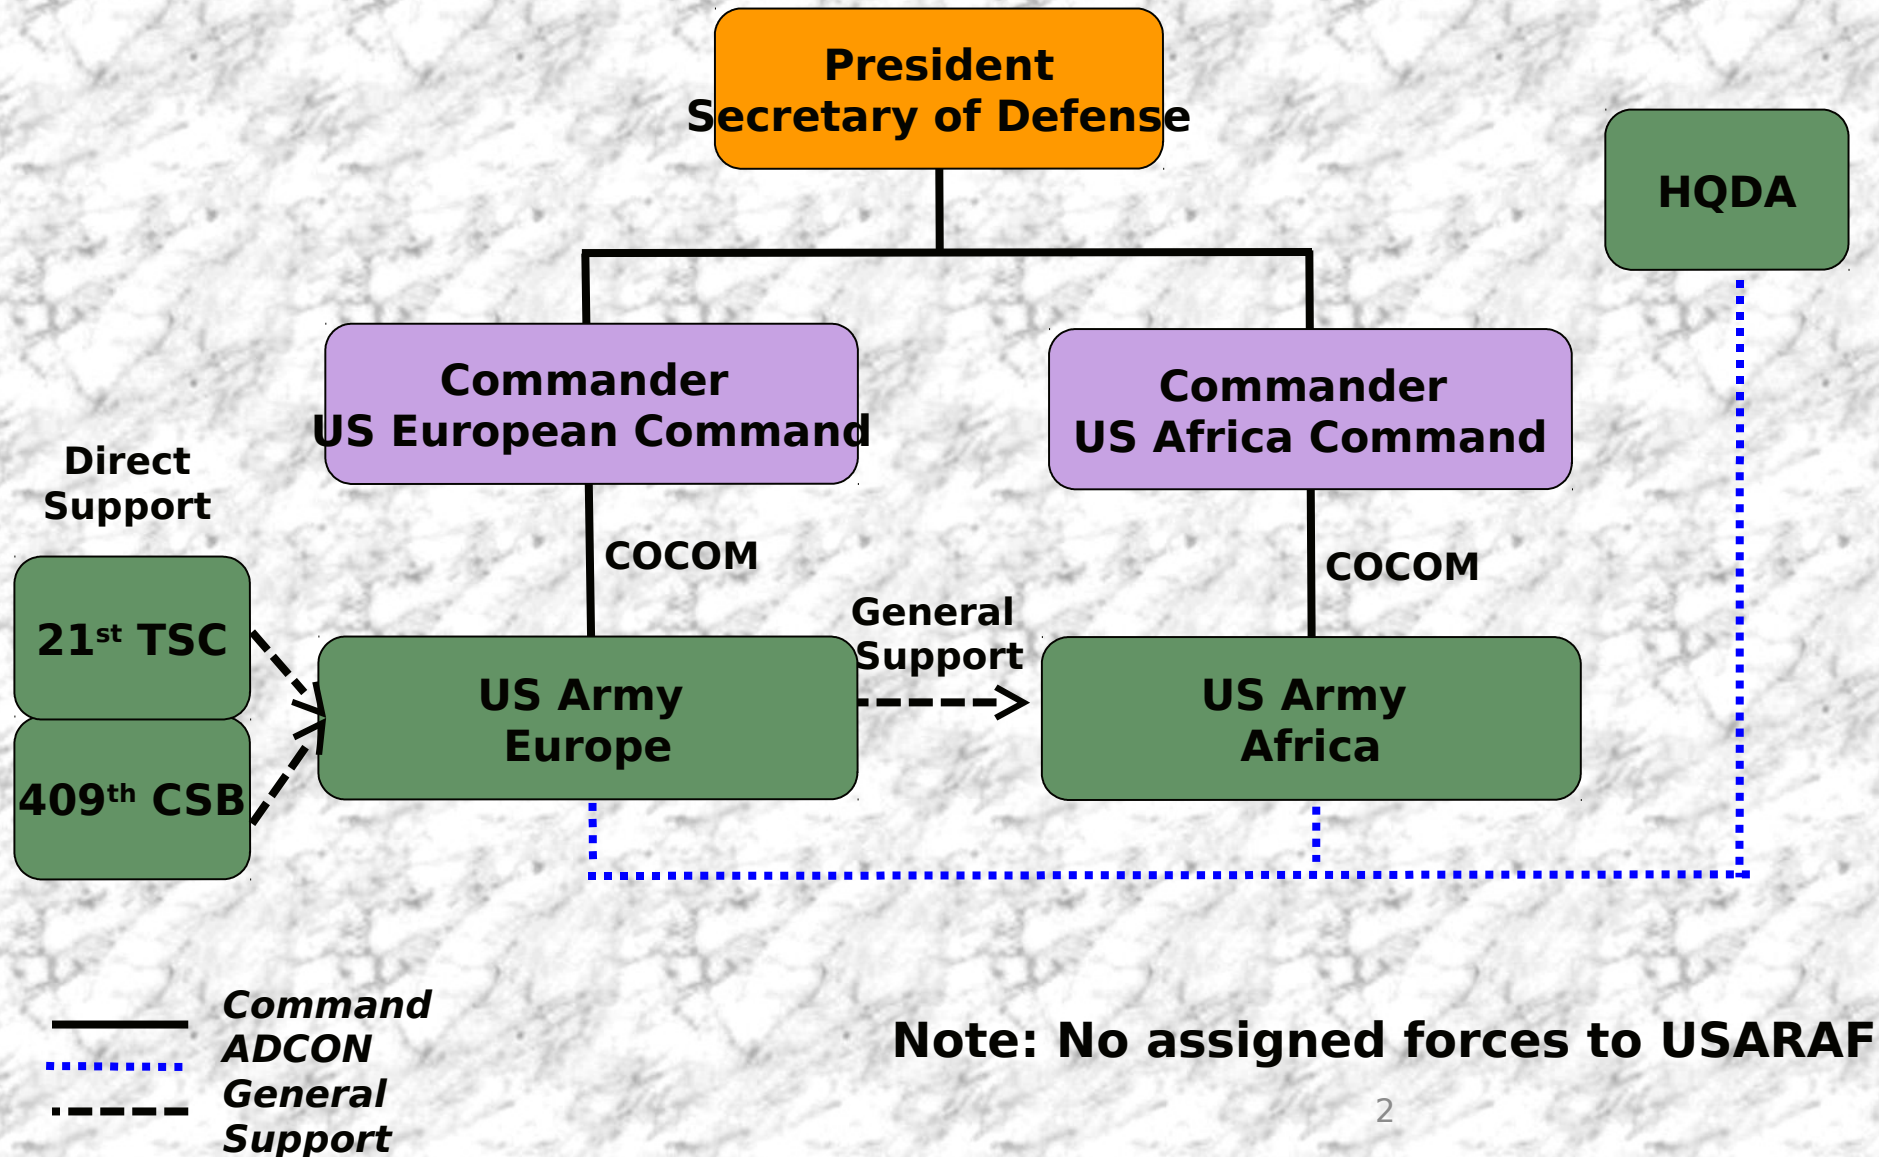 President
Secretary of Defense
HQDA
Commander
US European Command
Commander
US Africa Command
Direct
Support
COCOM
COCOM
21st TSC
409th CSB
General
Support
US Army
Europe
US Army
Africa
Command
ADCON
General
Support
Note: No assigned forces to USARAF
2